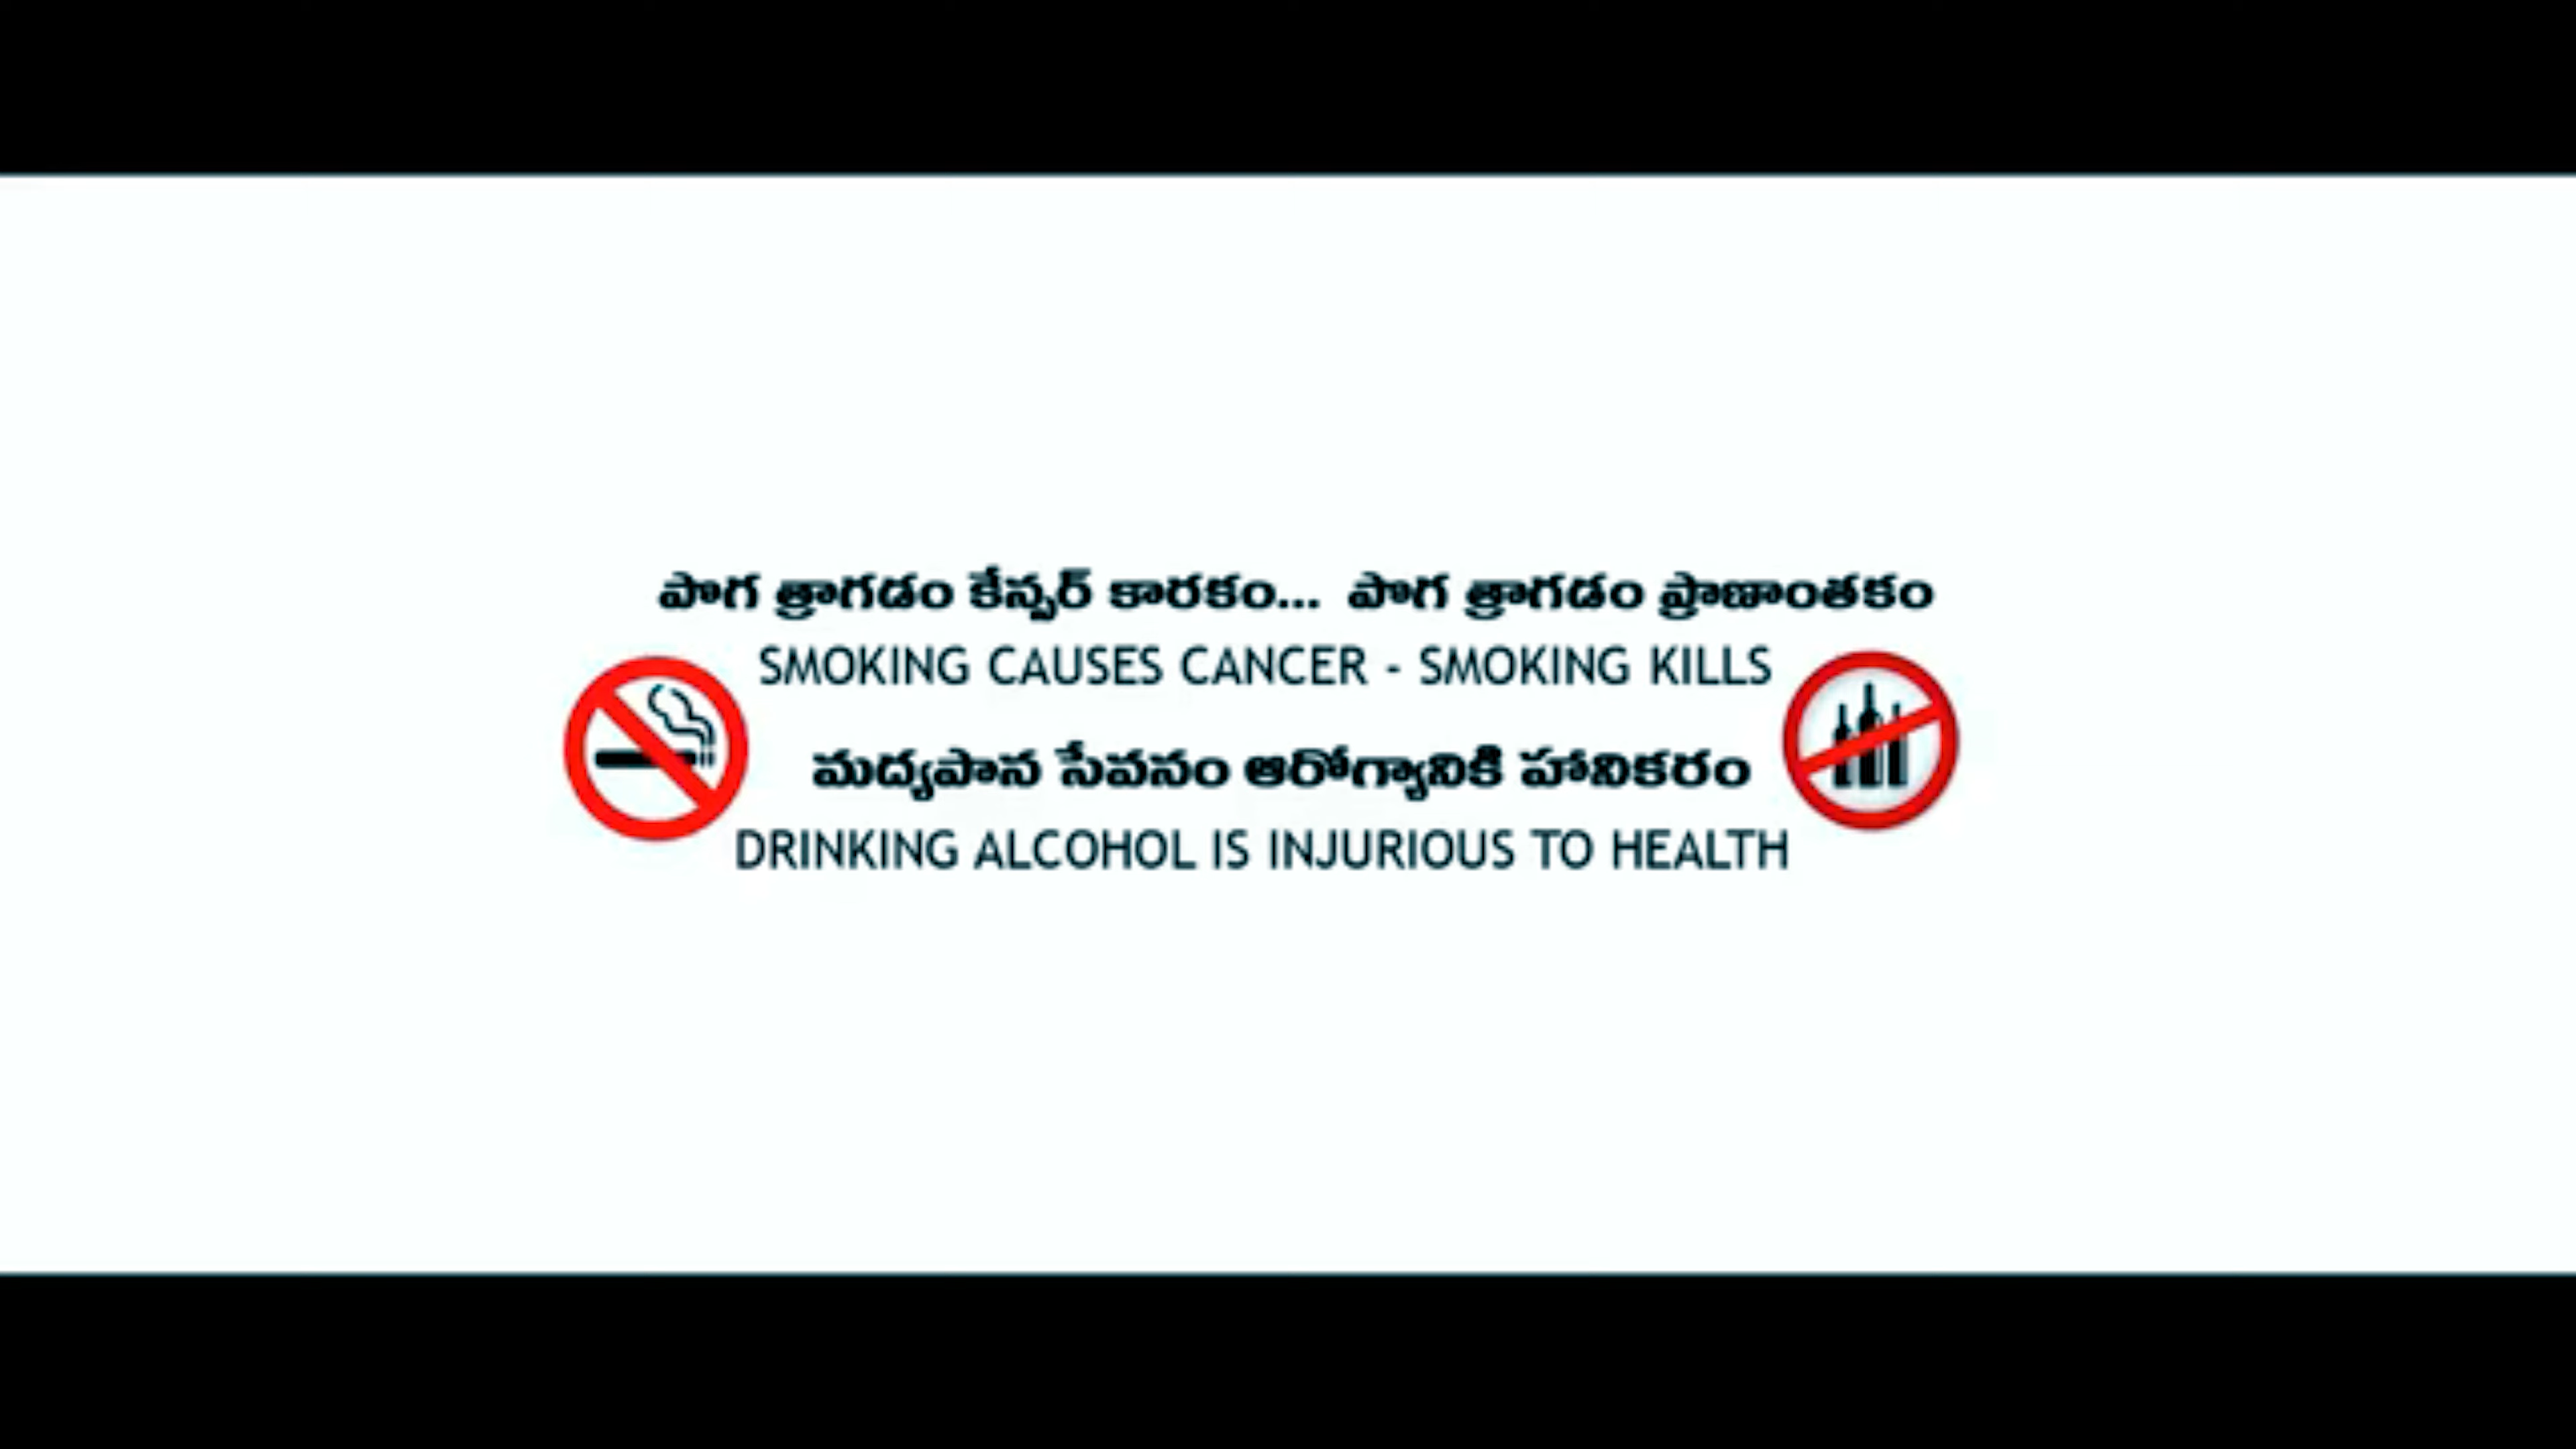 పొగ త్రాగడం కేన్సర్ కారకం... పొగ త్రాగడం ప్రాణాంతకం
SMOKING CAUSES CANCER - SMOKING KILLS
మద్యపాన సేవనం ఆరోగ్యానికి హానికరం
DRINKING ALCOHOL IS INJURIOUS TO HEALTH